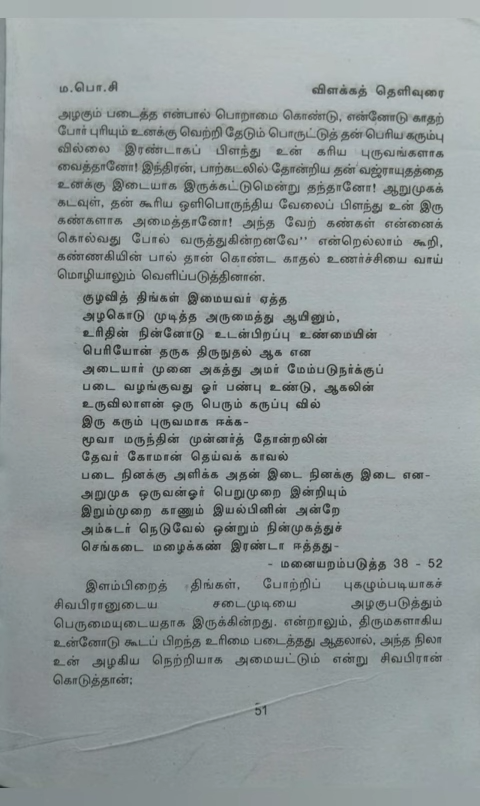 ம.பொ.சி விளக்கத் தெளிவுரை
அழகும் படைத்த என்பால் பொறாமை கொண்டு, என்னோடு காதற்
போர் புரியும் உனக்கு வெற்றி தேடும் பொருட்டுத் தன் பெரிய கரும்பு
வில்லை இரண்டாகப் பிளந்து உன் கரிய புருவங்களாக
வைத்தானோ! இந்திரன், பாற்கடலில் தோன்றிய தன் வஜ்ராயுதத்தை
உனக்கு இடையாக இருக்கட்டுமென்று தந்தானோ! ஆறுமுகக்
கடவுள், தன் கூரிய ஒளிபொருந்திய வேலைப் பிளந்து உன் இரு
கண்களாக அமைத்தானோ! அந்த வேற் கண்கள் என்னைக்
கொல்வது போல் வருத்துகின்றனவே" என்றெல்லாம் கூறி,
கண்ணகியின் பால் தான் கொண்ட காதல் உணர்ச்சியை வாய்
மொழியாலும் வெளிப்படுத்தினான்.
குழவித் திங்கள் இமையவர் ஏத்த
அழகொடு முடித்த அருமைத்து ஆயினும்,
உரிதின் நின்னோடு உடன்பிறப்பு உண்மையின்
பெரியோன் தருக திருநுதல் ஆக என
அடையார் முனை அகத்து அமர் மேம்படுநர்க்குப்
படை வழங்குவது ஓர் பண்பு உண்டு, ஆகலின்
உருவிலாளன் ஒரு பெரும் கருப்பு வில்
இரு கரும் புருவமாக ஈக்க-
மூவா மருந்தின் முன்னர்த் தோன்றலின்
தேவர் கோமான் தெய்வக் காவல்
படை நினக்கு அளிக்க அதன் இடை நினக்கு இடை என-
அறுமுக ஒருவன்ஓர் பெறுமுறை இன்றியும்
இறும்முறை காணும் இயல்பினின் அன்றே
அம்சுடர் நெடுவேல் ஒன்றும் நின்முகத்துச்
செங்கடை மழைக்கண் இரண்டா ஈத்தது-
- மனையறம்படுத்த 38 - 52
இளம்பிறைத் திங்கள், போற்றிப் புகழும்படியாகச்
சிவபிரானுடைய சடைமுடியை அழகுபடுத்தும்
பெருமையுடையதாக இருக்கின்றது. என்றாலும், திருமகளாகிய
உன்னோடு கூடப் பிறந்த உரிமை படைத்தது ஆதலால், அந்த நிலா
உன் அழகிய நெற்றியாக அமையட்டும் என்று சிவபிரான்
கொடுத்தான்;
51